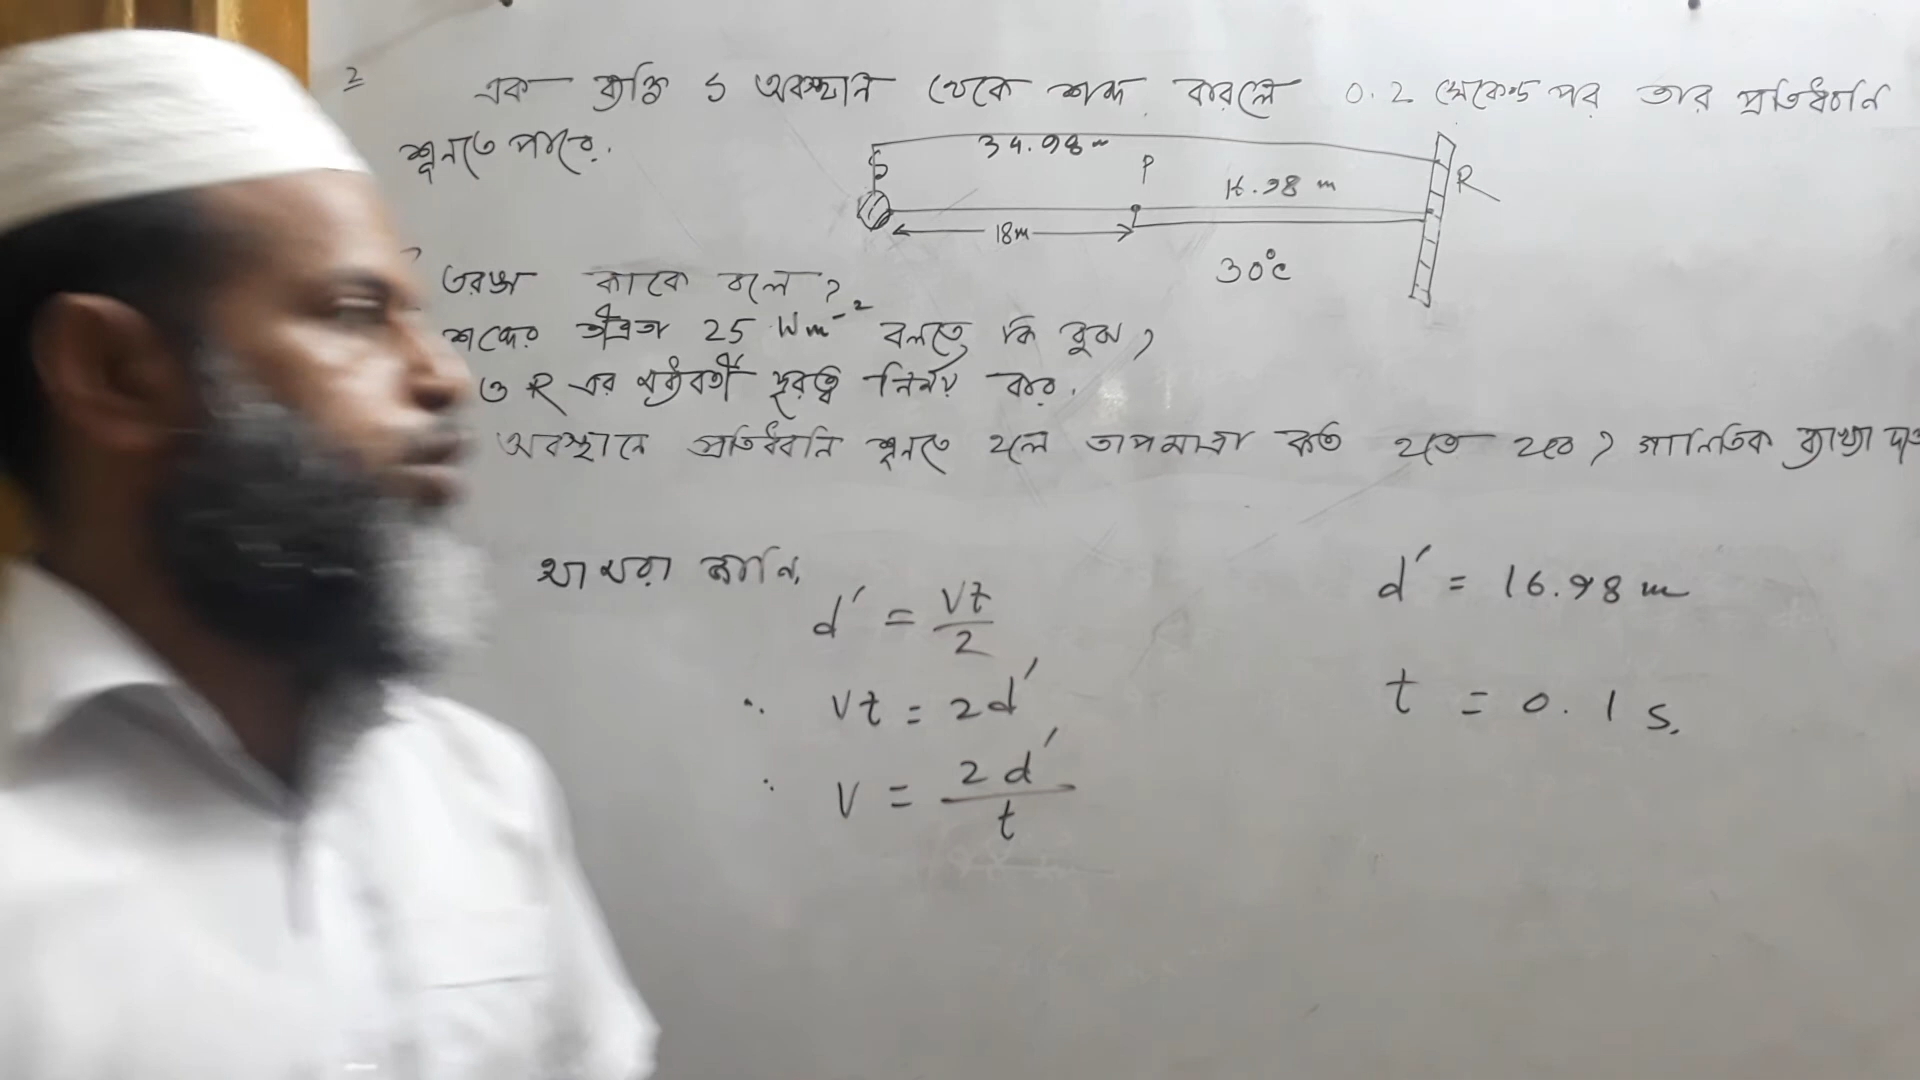 2 এক ব্যক্তি S অবস্থান থেকে শব্দ করলে 0.2 সেকেন্ড পর তার প্রতিধ্বনি
শুনতে পারে.
34.98 m
S P R
16.98 m
18m
30°c
তরঙ্গ কাকে বলে ?
শব্দের তীব্রতা 25 Wm⁻² বলতে কি বুঝ ?
ও R এর মধ্যবর্তী দূরত্ব নির্নয় কর.
অবস্থানে প্রতিধ্বনি শুনতে হলে তাপমাত্রা কত হতে হবে ? গানিতিক ব্যাখ্যা দাও
আমরা জানি,
d′ = Vt/2
∴ Vt = 2d′
∴ V = 2d′/t
d′ = 16.98 m
t = 0.1 s.